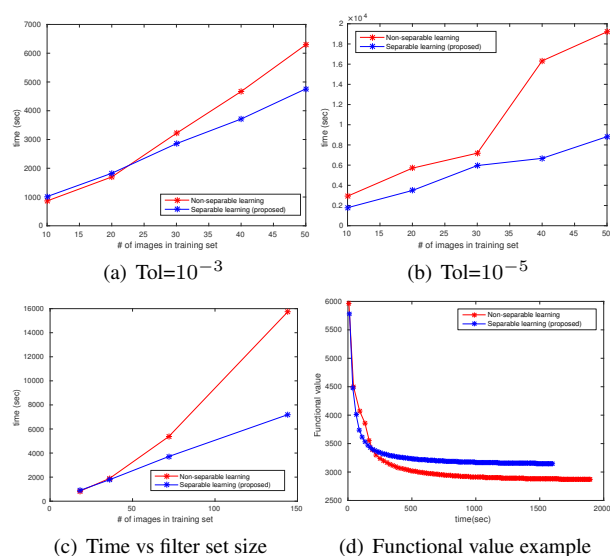 7000
6000
5000
4000
3000
2000
1000
0
time (sec)
10 15 20 25 30 35 40 45 50
# of images in training set
Non-separable learning
Separable learning (proposed)
(a) Tol=10⁻³
×10⁴
2
1.8
1.6
1.4
1.2
1
0.8
0.6
0.4
0.2
0
time (sec)
Non-separable learning
Separable learning (proposed)
10 15 20 25 30 35 40 45 50
# of images in training set
(b) Tol=10⁻⁵
16000
14000
12000
10000
8000
6000
4000
2000
0
time (sec)
Non-separable learning
Separable learning (proposed)
0 50 100 150
# of images in training set
(c) Time vs filter set size
6000
5500
5000
4500
4000
3500
3000
2500
Functional value
Non-separable learning
Separable learning (proposed)
0 500 1000 1500 2000
time(sec)
(d) Functional value example